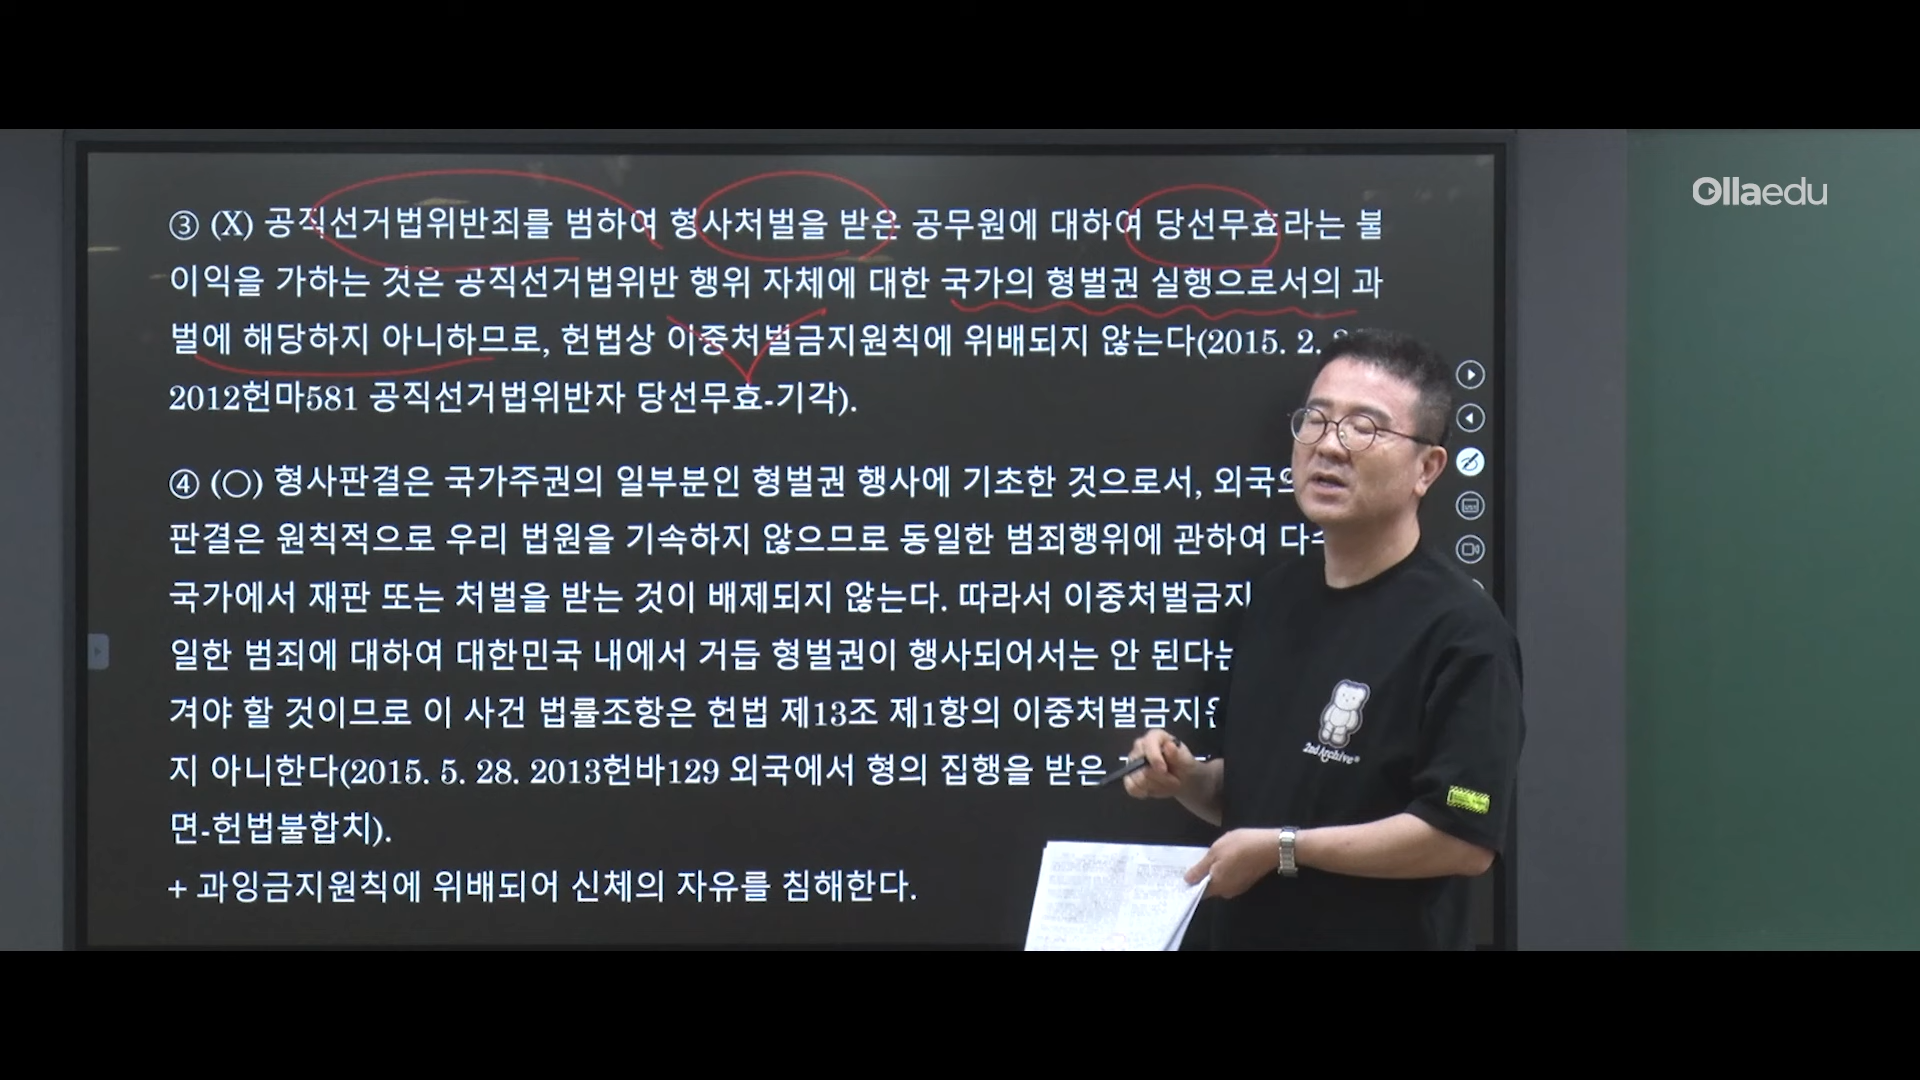 Ollaedu
③ (X) 공직선거법위반죄를 범하여 형사처벌을 받은 공무원에 대하여 당선무효라는 불
이익을 가하는 것은 공직선거법위반 행위 자체에 대한 국가의 형벌권 실행으로서의 과
벌에 해당하지 아니하므로, 헌법상 이중처벌금지원칙에 위배되지 않는다(2015. 2.
2012헌마581 공직선거법위반자 당선무효-기각).
④ (○) 형사판결은 국가주권의 일부분인 형벌권 행사에 기초한 것으로서, 외국의
판결은 원칙적으로 우리 법원을 기속하지 않으므로 동일한 범죄행위에 관하여
국가에서 재판 또는 처벌을 받는 것이 배제되지 않는다. 따라서 이중처벌금지
일한 범죄에 대하여 대한민국 내에서 거듭 형벌권이 행사되어서는 안 된다는
겨야 할 것이므로 이 사건 법률조항은 헌법 제13조 제1항의 이중처벌금지
지 아니한다(2015. 5. 28. 2013헌바129 외국에서 형의 집행을 받은
면-헌법불합치).
+ 과잉금지원칙에 위배되어 신체의 자유를 침해한다.
2nd Archive®